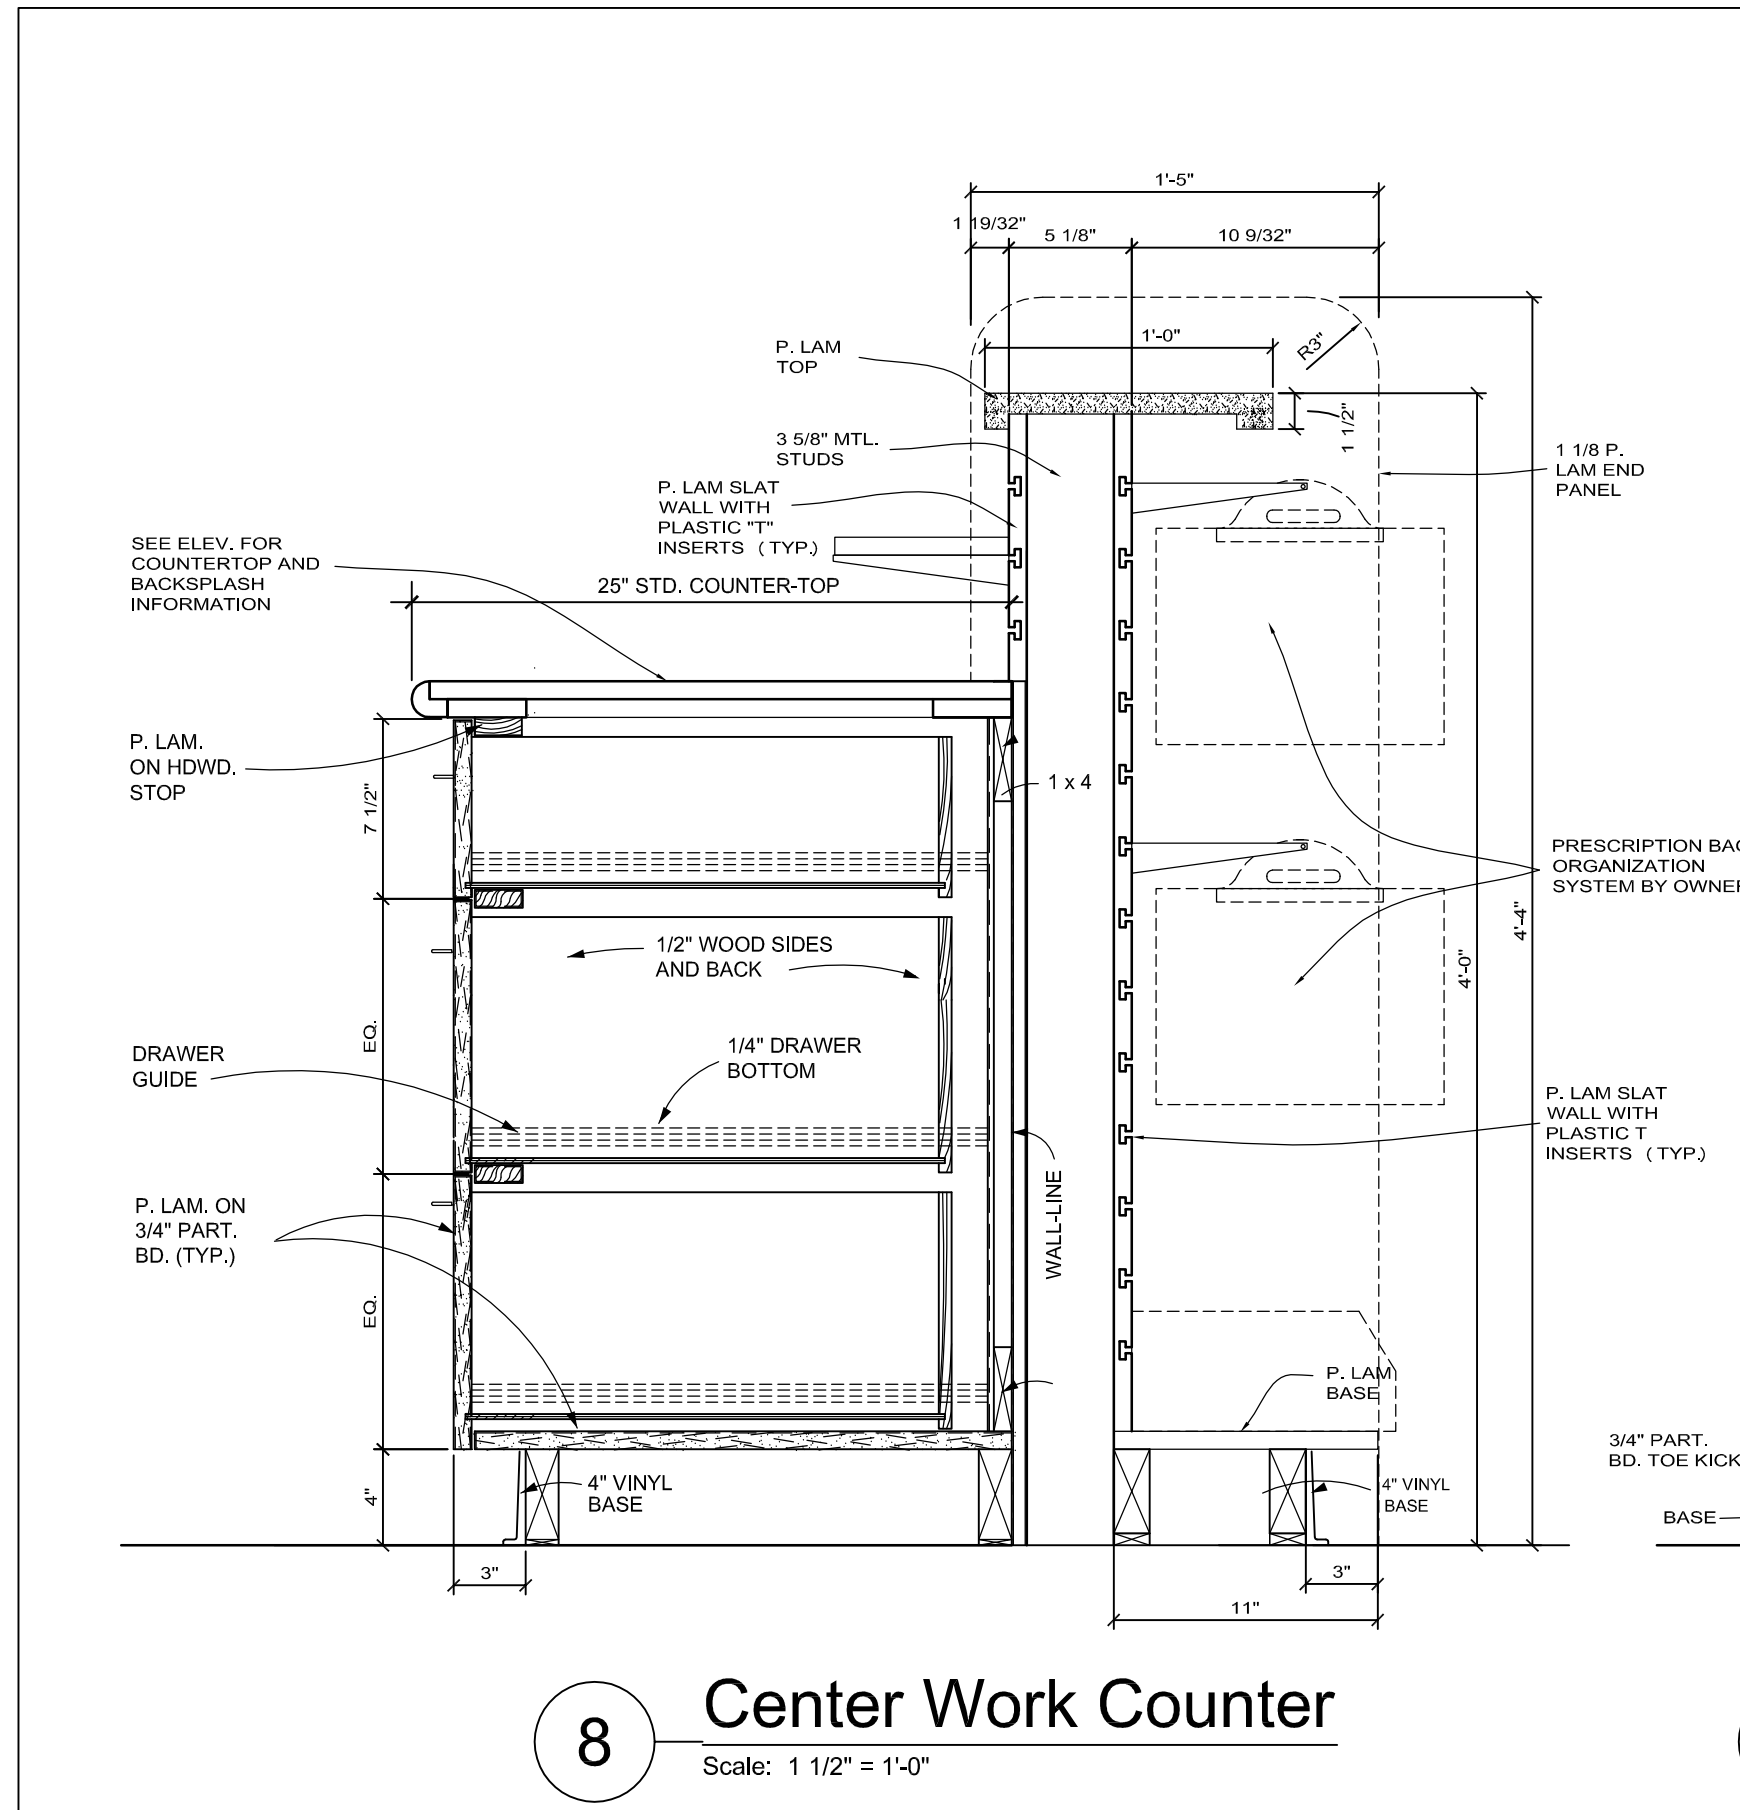 1'-5"
1 19/32"
5 1/8"
10 9/32"
1'-0"
R3"
P. LAM
TOP
1 1/2"
3 5/8" MTL.
STUDS
1 1/8 P.
LAM END
PANEL
P. LAM SLAT
WALL WITH
PLASTIC "T"
INSERTS (TYP.)
SEE ELEV. FOR
COUNTERTOP AND
BACKSPLASH
INFORMATION
25" STD. COUNTER-TOP
P. LAM.
ON HDWD.
STOP
7 1/2"
1 x 4
PRESCRIPTION
ORGANIZATION
SYSTEM BY
4'-4"
4'-0"
1/2" WOOD SIDES
AND BACK
EQ.
DRAWER
GUIDE
1/4" DRAWER
BOTTOM
P. LAM SLAT
WALL WITH
PLASTIC T
INSERTS (TYP.)
WALL-LINE
P. LAM. ON
3/4" PART.
BD. (TYP.)
EQ.
P. LAM
BASE
3/4" PART.
BD. TOE KICK
4"
4" VINYL
BASE
4" VINYL
BASE
BASE
3"
3"
11"
8
Center Work Counter
Scale: 1 1/2" = 1'-0"